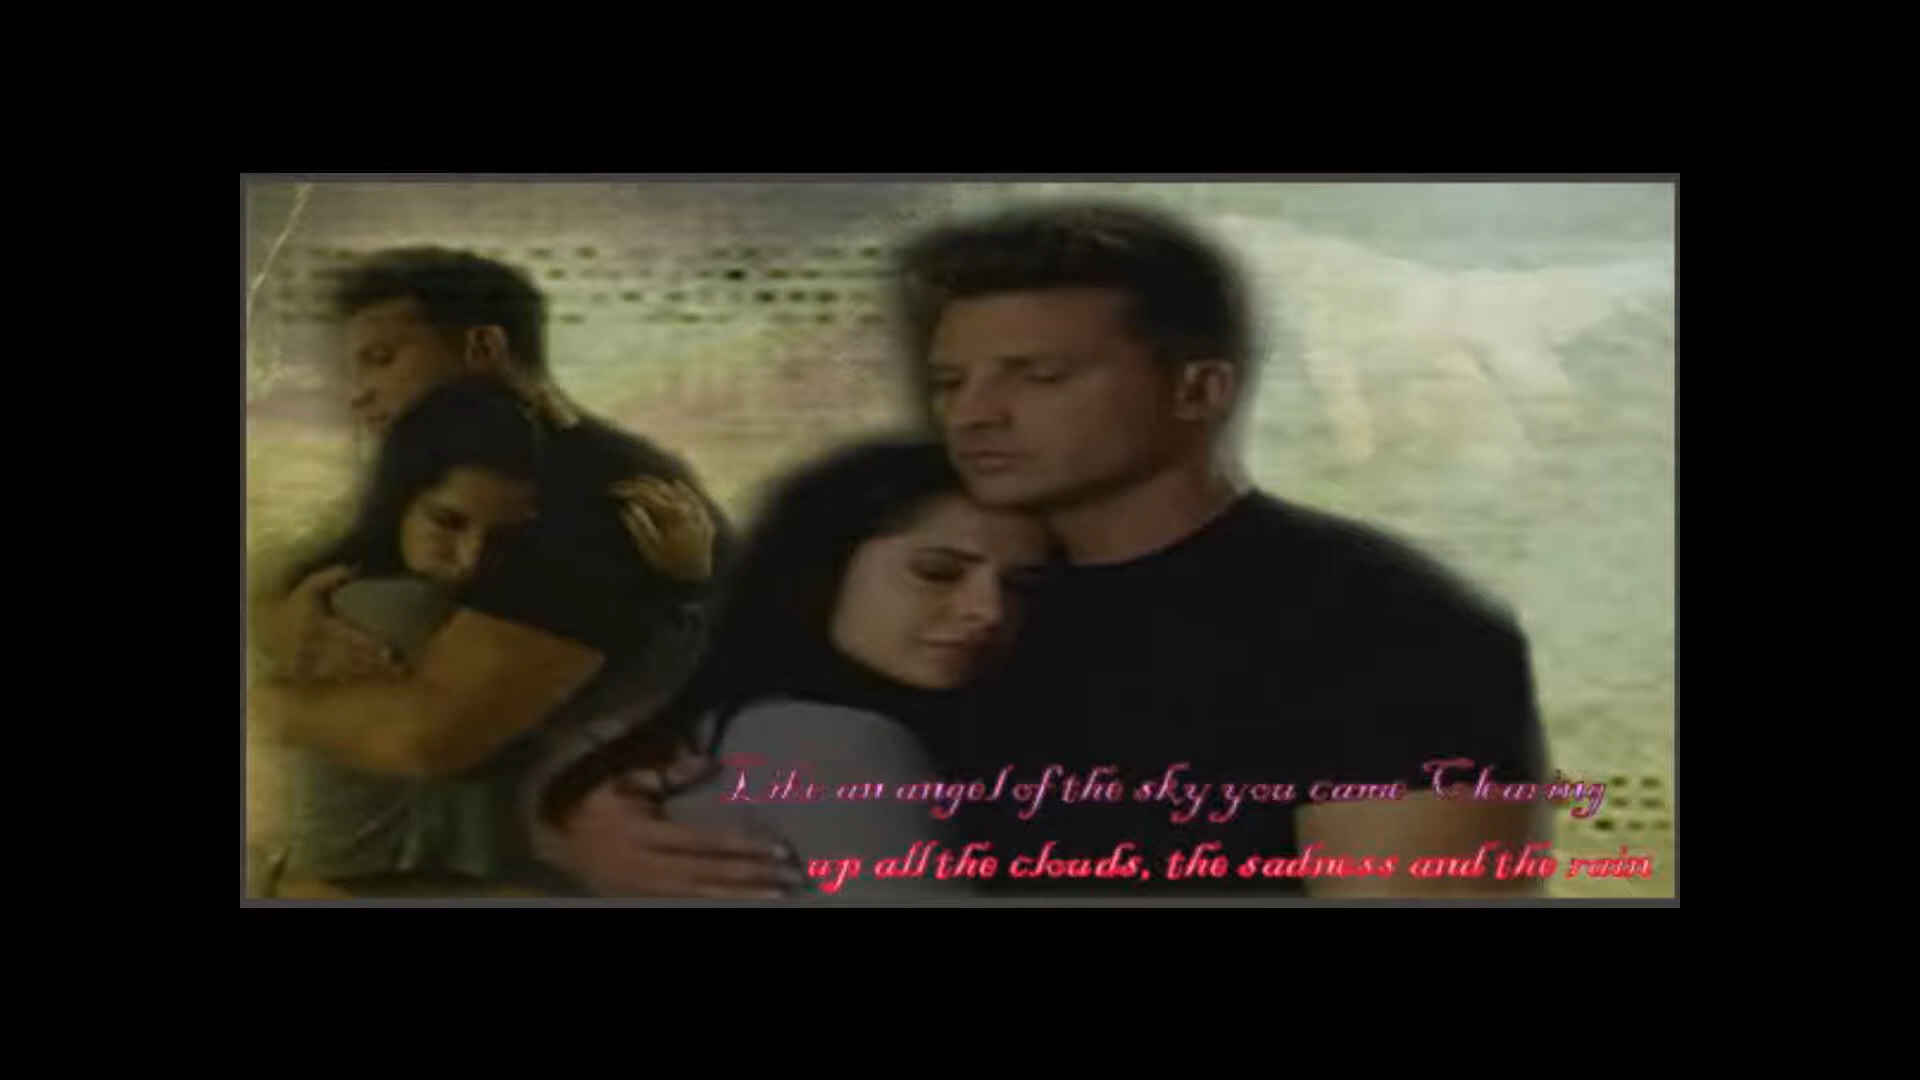 Like an angel of the sky you came Clearing
up all the clouds, the sadness and the rain